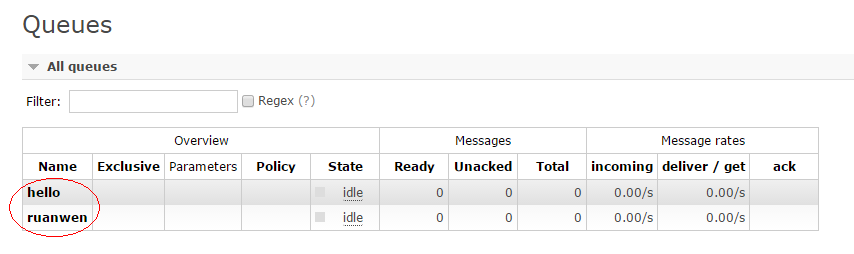 Queues
All queues
Filter: Regex (?)
Overview Messages Message rates
Name Exclusive Parameters Policy State Ready Unacked Total incoming deliver / get ack
hello idle 0 0 0 0.00/s 0.00/s
ruanwen idle 0 0 0 0.00/s 0.00/s